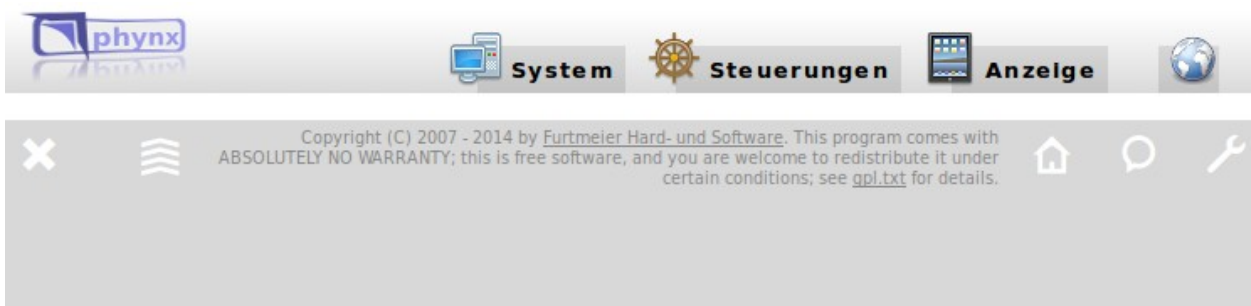 phynx
System
Steuerungen
Anzeige
Copyright (C) 2007 - 2014 by Furtmeier Hard- und Software. This program comes with
ABSOLUTELY NO WARRANTY; this is free software, and you are welcome to redistribute it under
certain conditions; see gpl.txt for details.